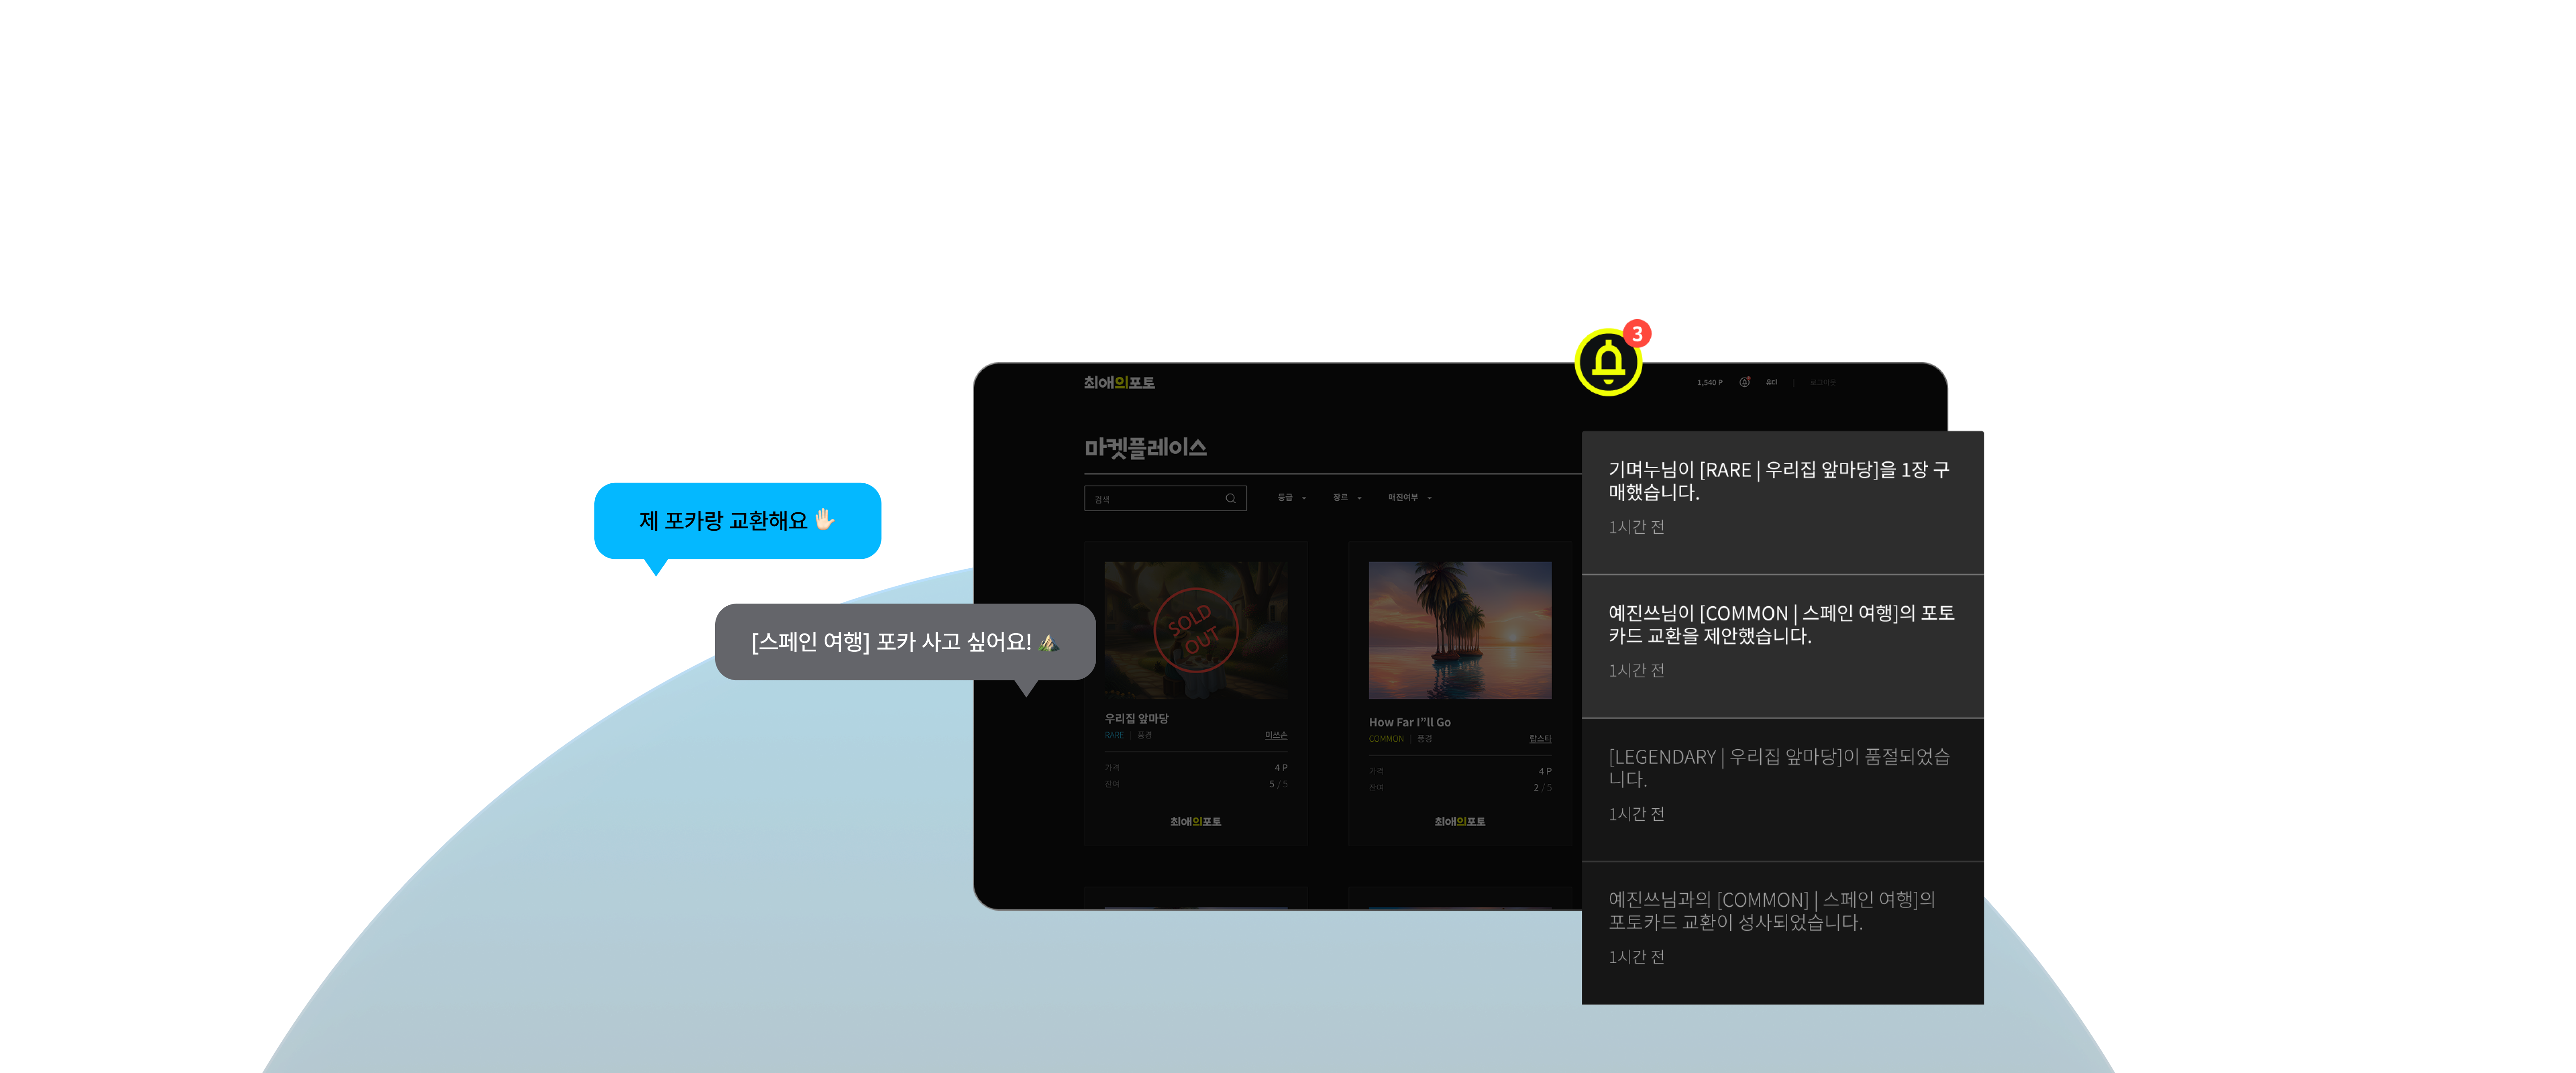 3
최애의포토
1,540 P
유디
로그아웃
마켓플레이스
검색
등급
장르
매진여부
제 포카랑 교환해요 🖐🏻
[스페인 여행] 포카 사고 싶어요! 🏕️
SOLD
OUT
우리집 앞마당
RARE | 풍경
미쓰손
가격
4 P
잔여
5 / 5
최애의포토
How Far I”ll Go
COMMON | 풍경
랍스타
가격
4 P
잔여
2 / 5
최애의포토
기며누님이 [RARE | 우리집 앞마당]을 1장 구
매했습니다.
1시간 전
예진쓰님이 [COMMON | 스페인 여행]의 포토
카드 교환을 제안했습니다.
1시간 전
[LEGENDARY | 우리집 앞마당]이 품절되었습
니다.
1시간 전
예진쓰님과의 [COMMON] | 스페인 여행]의
포토카드 교환이 성사되었습니다.
1시간 전